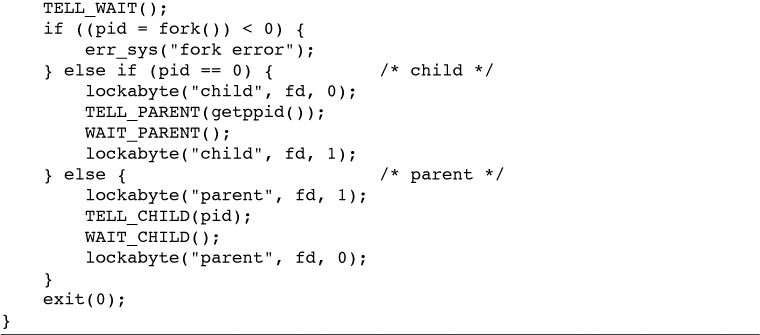 TELL_WAIT();
    if ((pid = fork()) < 0) {
        err_sys("fork error");
    } else if (pid == 0) {          /* child */
        lockabyte("child", fd, 0);
        TELL_PARENT(getppid());
        WAIT_PARENT();
        lockabyte("child", fd, 1);
    } else {                        /* parent */
        lockabyte("parent", fd, 1);
        TELL_CHILD(pid);
        WAIT_CHILD();
        lockabyte("parent", fd, 0);
    }
    exit(0);
}